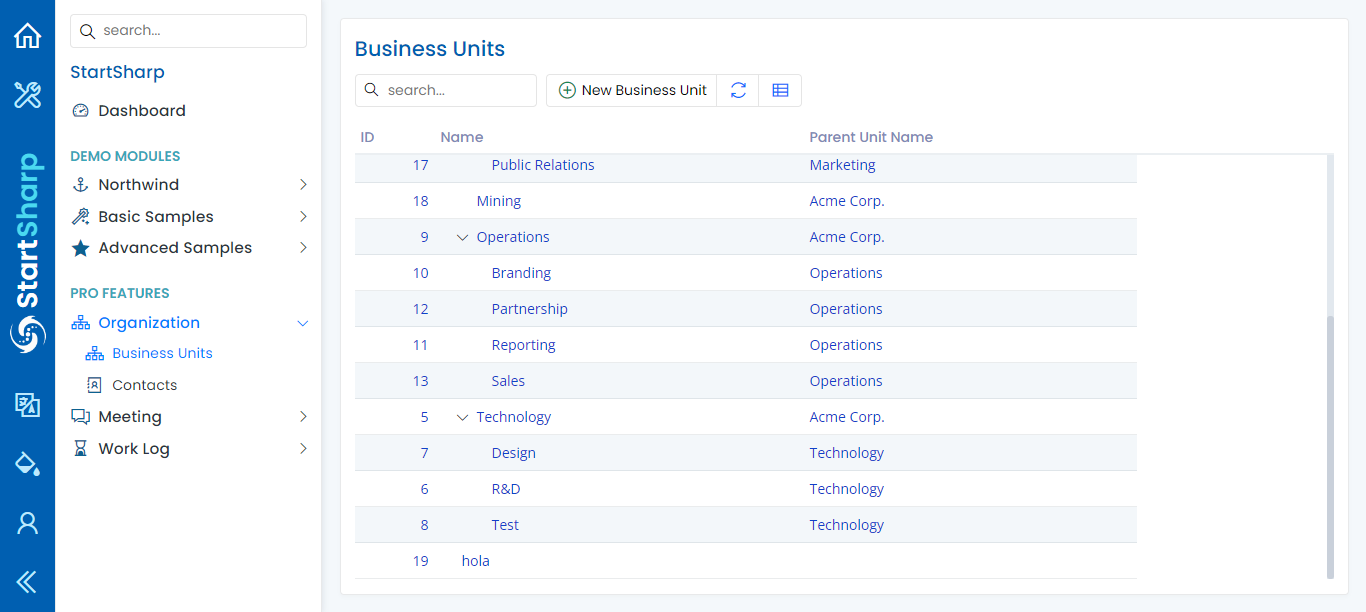 StartSharp
search...
StartSharp
Dashboard
DEMO MODULES
Northwind
Basic Samples
Advanced Samples
PRO FEATURES
Organization
Business Units
Contacts
Meeting
Work Log
Business Units
search... New Business Unit
ID Name Parent Unit Name
17 Public Relations Marketing
18 Mining Acme Corp.
9 Operations Acme Corp.
10 Branding Operations
12 Partnership Operations
11 Reporting Operations
13 Sales Operations
5 Technology Acme Corp.
7 Design Technology
6 R&D Technology
8 Test Technology
19 hola